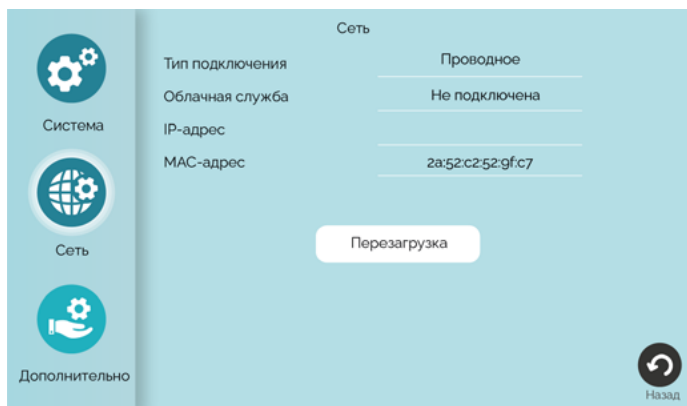 Сеть
Тип подключения Проводное
Облачная служба Не подключена
IP-адрес
MAC-адрес 2a:52:c2:52:9f:c7
Перезагрузка
Система
Сеть
Дополнительно
Назад